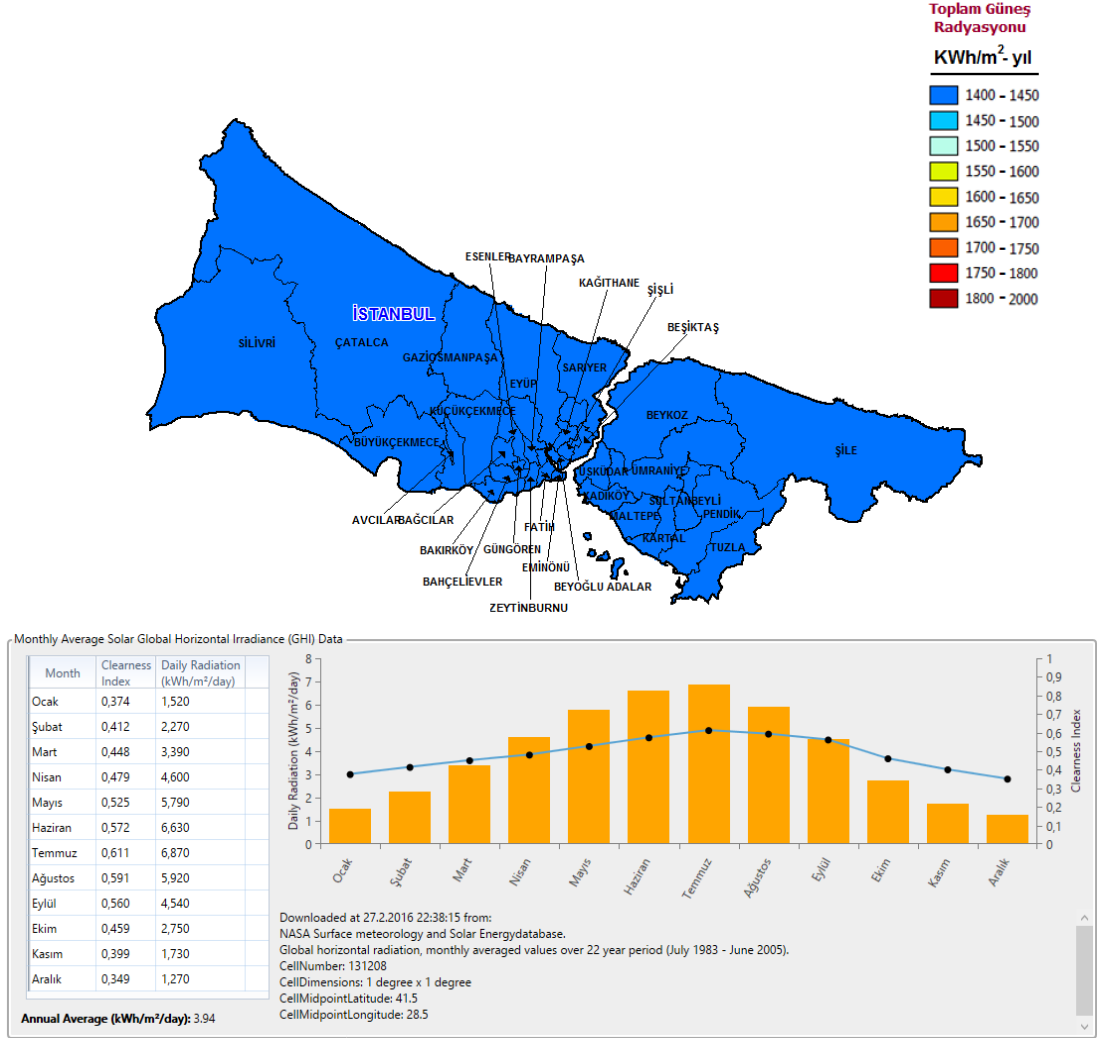 Toplam Güneş
Radyasyonu
KWh/m²- yıl
1400 - 1450
1450 - 1500
1500 - 1550
1550 - 1600
1600 - 1650
1650 - 1700
1700 - 1750
1750 - 1800
1800 - 2000
ESENLER
BAYRAMPAŞA
KAĞITHANE
ŞİŞLİ
BEŞİKTAŞ
İSTANBUL
SİLİVRİ
ÇATALCA
GAZİOSMANPAŞA
SARIYER
EYÜP
KÜÇÜKÇEKMECE
BEYKOZ
BÜYÜKÇEKMECE
ŞİLE
ÜSKÜDAR
ÜMRANİYE
KADIKÖY
SULTANBEYLİ
MALTEPE
PENDİK
AVCILAR
BAĞCILAR
FATİH
KARTAL
TUZLA
BAKIRKÖY
GÜNGÖREN
EMİNÖNÜ
BAHÇELİEVLER
BEYOĞLU
ADALAR
ZEYTİNBURNU
Monthly Average Solar Global Horizontal Irradiance (GHI) Data
Month Clearness Index Daily Radiation (kWh/m²/day)
Ocak 0,374 1,520
Şubat 0,412 2,270
Mart 0,448 3,390
Nisan 0,479 4,600
Mayıs 0,525 5,790
Haziran 0,572 6,630
Temmuz 0,611 6,870
Ağustos 0,591 5,920
Eylül 0,560 4,540
Ekim 0,459 2,750
Kasım 0,399 1,730
Aralık 0,349 1,270
Annual Average (kWh/m²/day): 3.94
Daily Radiation (kWh/m²/day)
8
7
6
5
4
3
2
1
0
Ocak
Şubat
Mart
Nisan
Mayıs
Haziran
Temmuz
Ağustos
Eylül
Ekim
Kasım
Aralık
1
0,9
0,8
0,7
0,6
0,5
0,4
0,3
0,2
0,1
0
Clearness Index
Downloaded at 27.2.2016 22:38:15 from:
NASA Surface meteorology and Solar Energydatabase.
Global horizontal radiation, monthly averaged values over 22 year period (July 1983 - June 2005).
CellNumber: 131208
CellDimensions: 1 degree x 1 degree
CellMidpointLatitude: 41.5
CellMidpointLongitude: 28.5